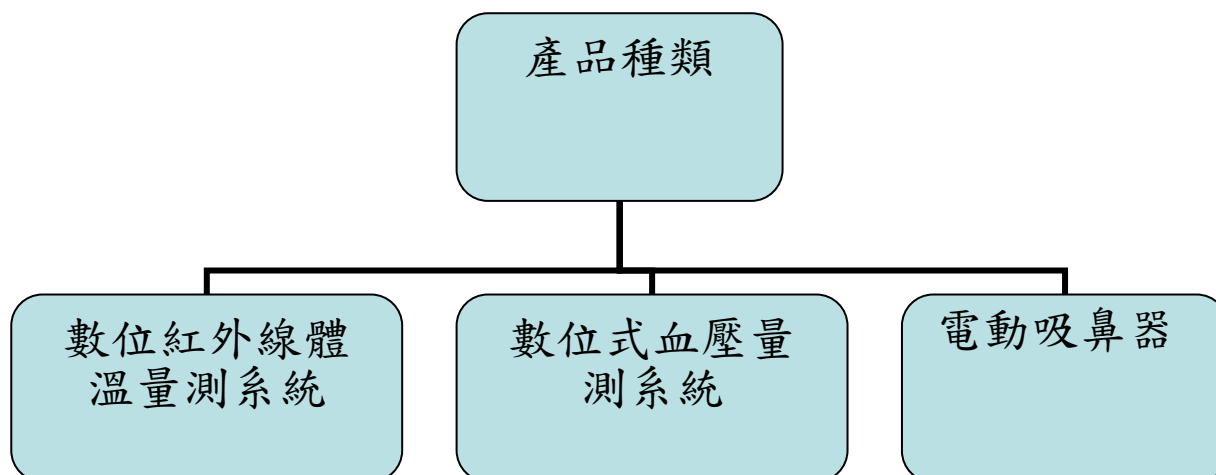 產品種類
數位紅外線體
溫量測系統
數位式血壓量
測系統
電動吸鼻器